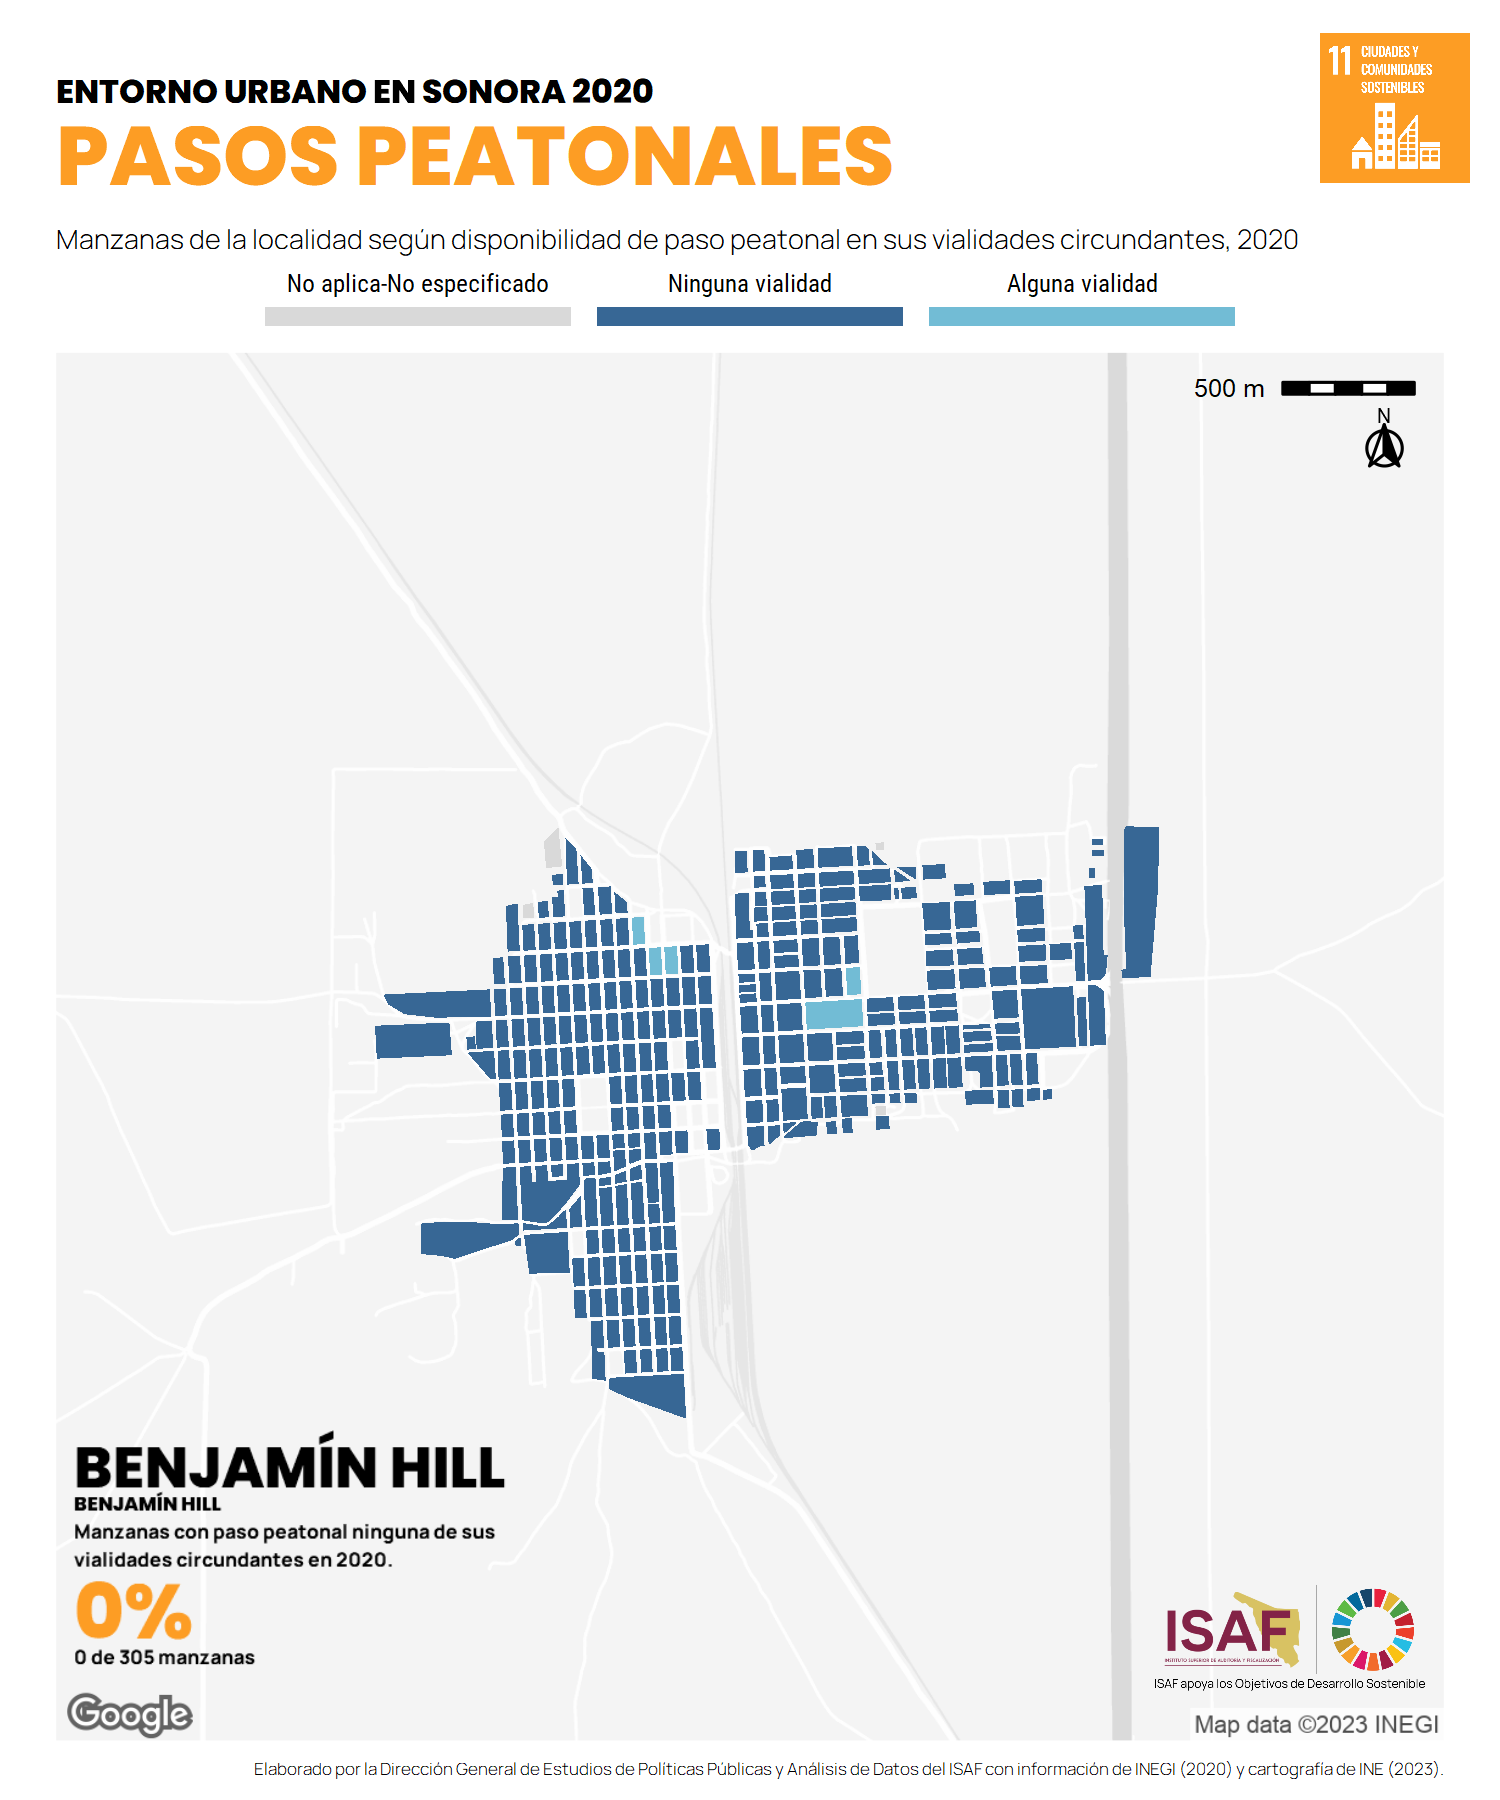 ENTORNO URBANO EN SONORA 2020
PASOS PEATONALES
11 CIUDADES Y
COMUNIDADES
SOSTENIBLES
Manzanas de la localidad según disponibilidad de paso peatonal en sus vialidades circundantes, 2020
No aplica-No especificado
Ninguna vialidad
Alguna vialidad
500 m
N
BENJAMÍN HILL
BENJAMÍN HILL
Manzanas con paso peatonal ninguna de sus
vialidades circundantes en 2020.
0%
0 de 305 manzanas
Google
ISAF
INSTITUTO SUPERIOR DE AUDITORÍA Y FISCALIZACIÓN
ISAF apoya los Objetivos de Desarrollo Sostenible
Map data ©2023 INEGI
Elaborado por la Dirección General de Estudios de Políticas Públicas y Análisis de Datos del ISAF con información de INEGI (2020) y cartografía de INE (2023).